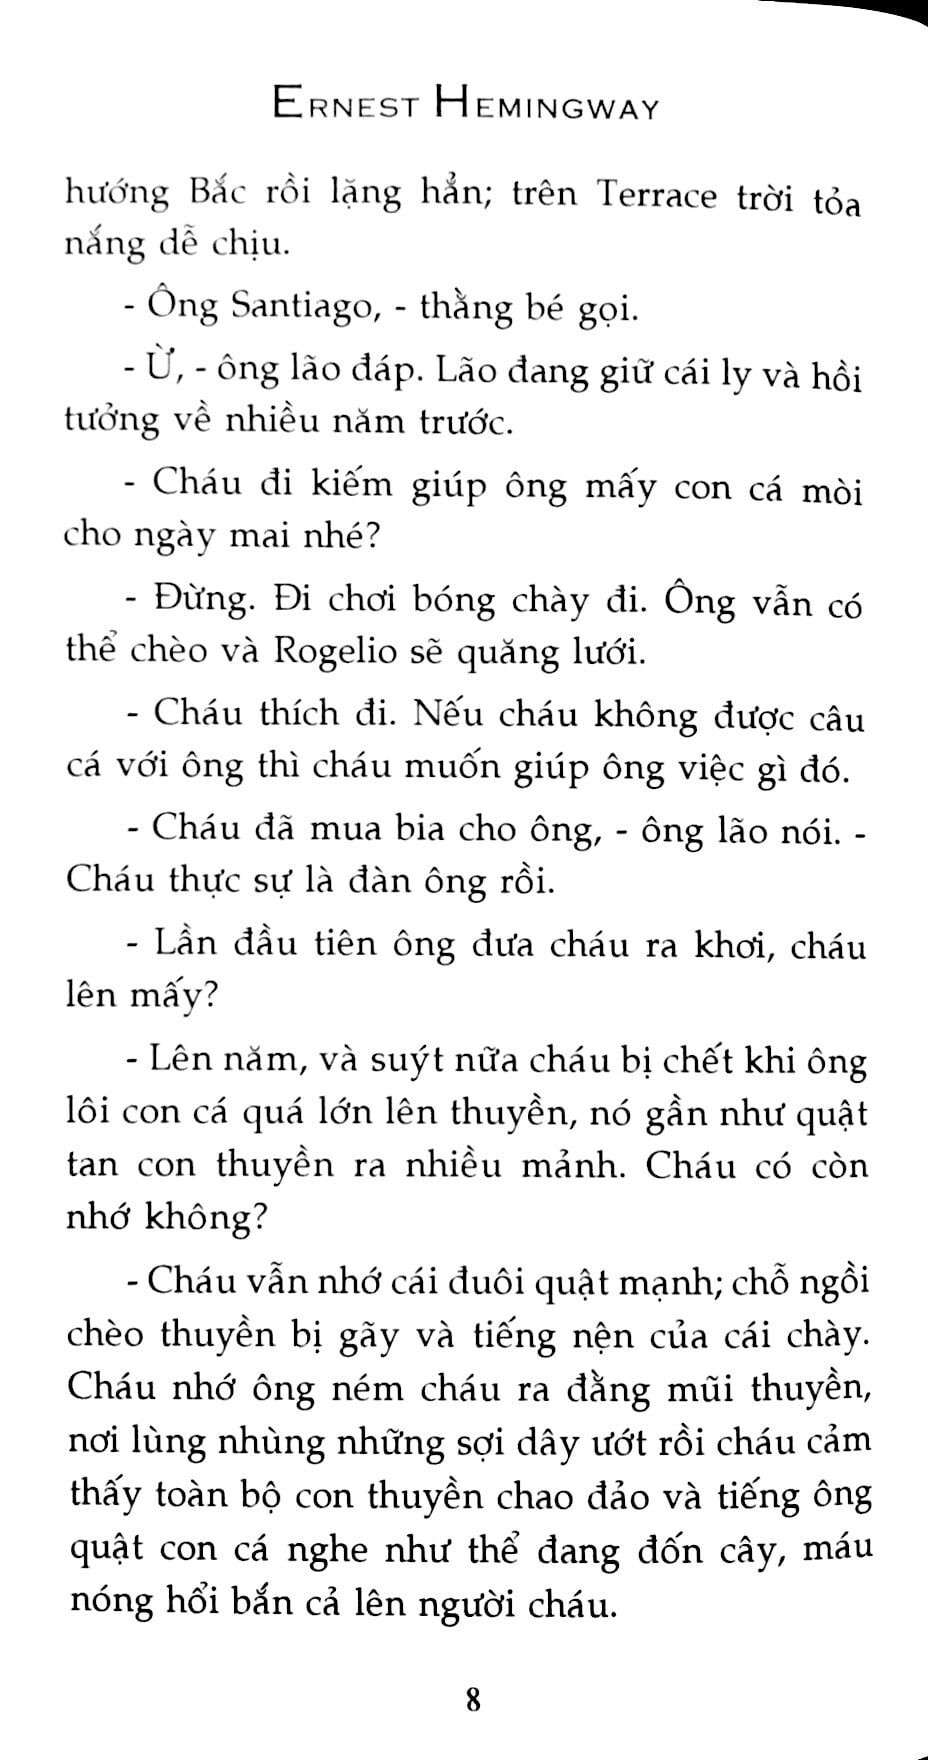 ERNEST HEMINGWAY
hướng Bắc rồi lặng hẳn; trên Terrace trời tỏa
nắng dễ chịu.
- Ông Santiago, - thằng bé gọi.
- Ừ, - ông lão đáp. Lão đang giữ cái ly và hồi
tưởng về nhiều năm trước.
- Cháu đi kiếm giúp ông mấy con cá mòi
cho ngày mai nhé?
- Đừng. Đi chơi bóng chày đi. Ông vẫn có
thể chèo và Rogelio sẽ quăng lưới.
- Cháu thích đi. Nếu cháu không được câu
cá với ông thì cháu muốn giúp ông việc gì đó.
- Cháu đã mua bia cho ông, - ông lão nói. -
Cháu thực sự là đàn ông rồi.
- Lần đầu tiên ông đưa cháu ra khơi, cháu
lên mấy?
- Lên năm, và suýt nữa cháu bị chết khi ông
lôi con cá quá lớn lên thuyền, nó gần như quật
tan con thuyền ra nhiều mảnh. Cháu có còn
nhớ không?
- Cháu vẫn nhớ cái đuôi quật mạnh; chỗ ngồi
chèo thuyền bị gãy và tiếng nện của cái chày.
Cháu nhớ ông ném cháu ra đằng mũi thuyền,
nơi lùng nhùng những sợi dây ướt rồi cháu cảm
thấy toàn bộ con thuyền chao đảo và tiếng ông
quật con cá nghe như thể đang đốn cây, máu
nóng hổi bắn cả lên người cháu.
8